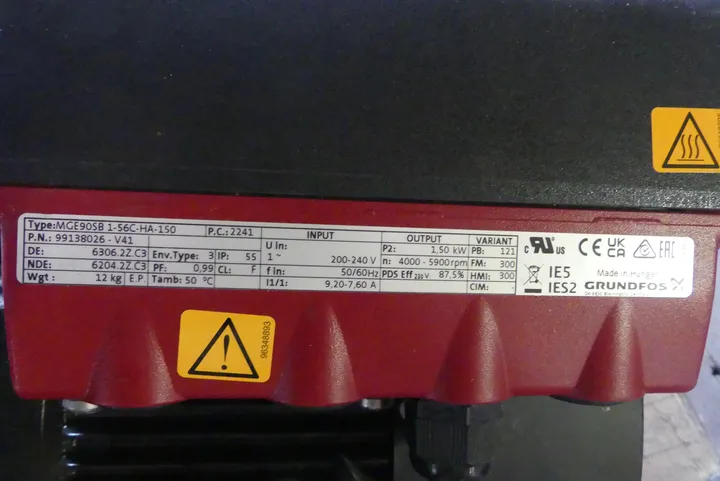 Type:MGE90SB 1-56C-HA-150 P.C.:2241
P.N.: 99138026 - V41
DE: 6306.2Z.C3 Env.Type: 3 IP: 55
NDE: 6204.2Z.C3 PF: 0,99 CL: F
Wgt : 12 kg E.P. Tamb: 50 °C
INPUT
U In:
1 ~ 200-240 V
f in: 50/60Hz
I1/1: 9,20-7,60 A
OUTPUT
P2: 1,50 kW
n: 4000 - 5900rpm
PDS Eff 230 V: 87,5%
VARIANT
PB: 121
FM: 300
HMI: 300
CIM: -
c RU us CE UK CA EAC
IE5 Made in Hungary
IES2 GRUNDFOS
96348893